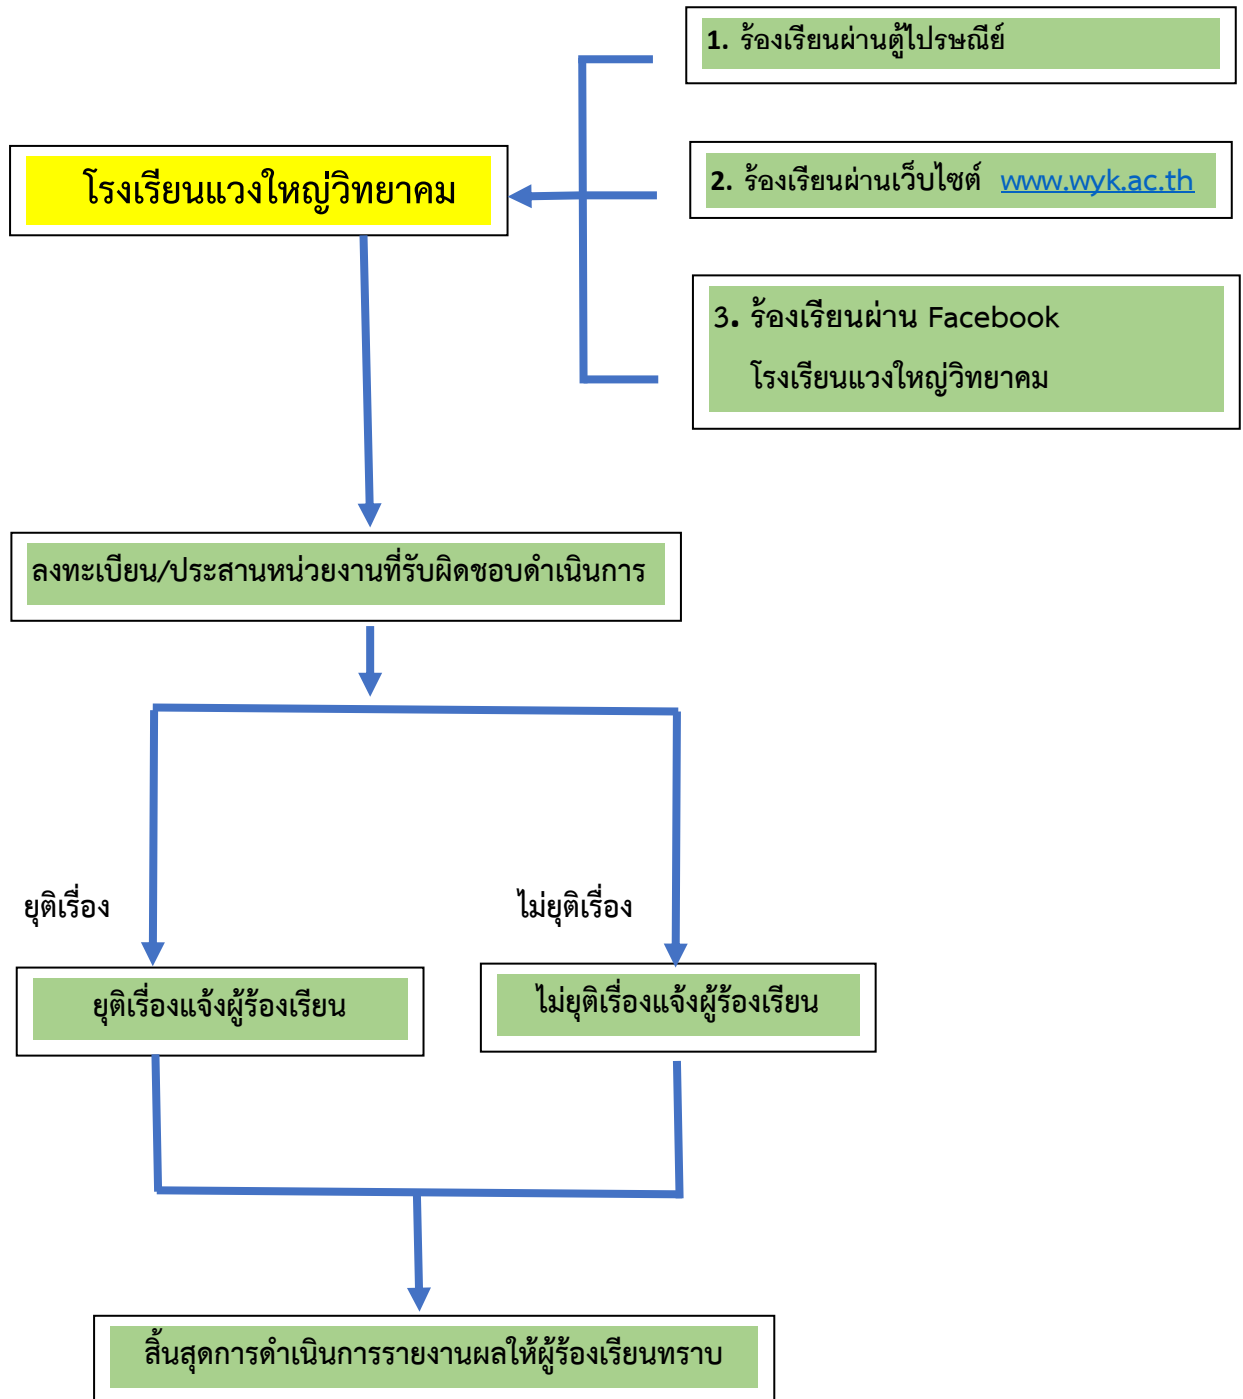 1. ร้องเรียนผ่านตู้ไปรษณีย์
โรงเรียนแวงใหญ่วิทยาคม
2. ร้องเรียนผ่านเว็บไซต์ www.wyk.ac.th
3. ร้องเรียนผ่าน Facebook
โรงเรียนแวงใหญ่วิทยาคม
ลงทะเบียน/ประสานหน่วยงานที่รับผิดชอบดำเนินการ
ยุติเรื่อง
ไม่ยุติเรื่อง
ยุติเรื่องแจ้งผู้ร้องเรียน
ไม่ยุติเรื่องแจ้งผู้ร้องเรียน
สิ้นสุดการดำเนินการรายงานผลให้ผู้ร้องเรียนทราบ